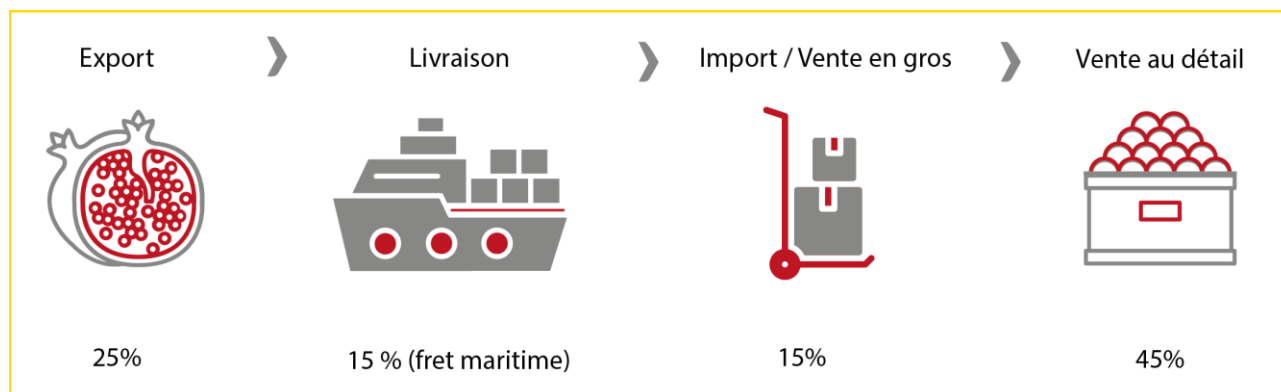 Export
Livraison
Import / Vente en gros
Vente au détail
25%
15 % (fret maritime)
15%
45%